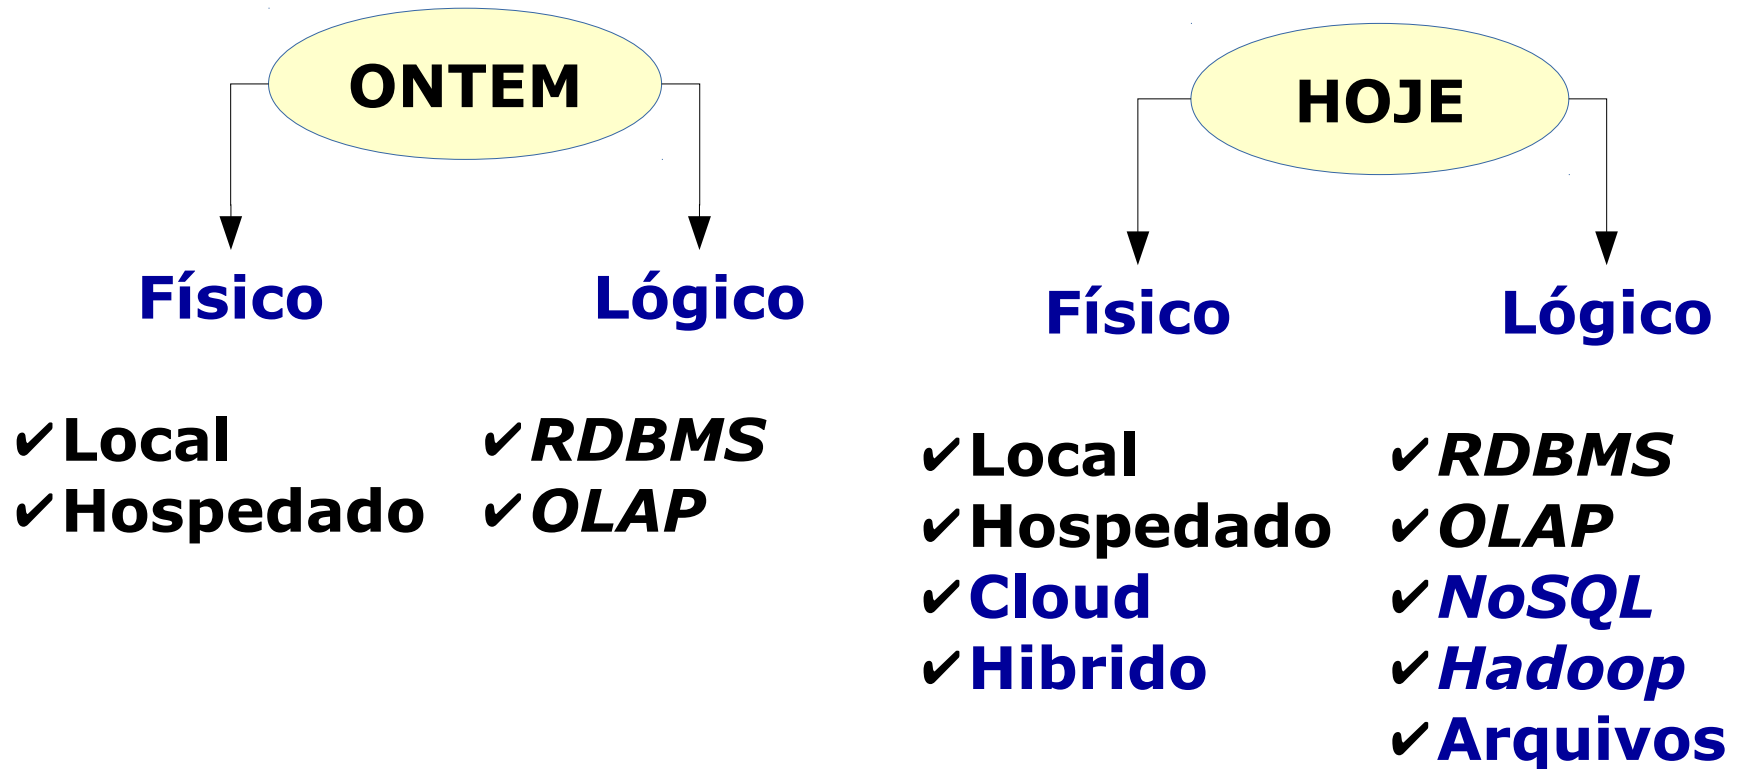 ONTEM
Físico
Lógico
✔Local
✔Hospedado
✔RDBMS
✔OLAP
HOJE
Físico
Lógico
✔Local
✔Hospedado
✔Cloud
✔Hibrido
✔RDBMS
✔OLAP
✔NoSQL
✔Hadoop
✔Arquivos